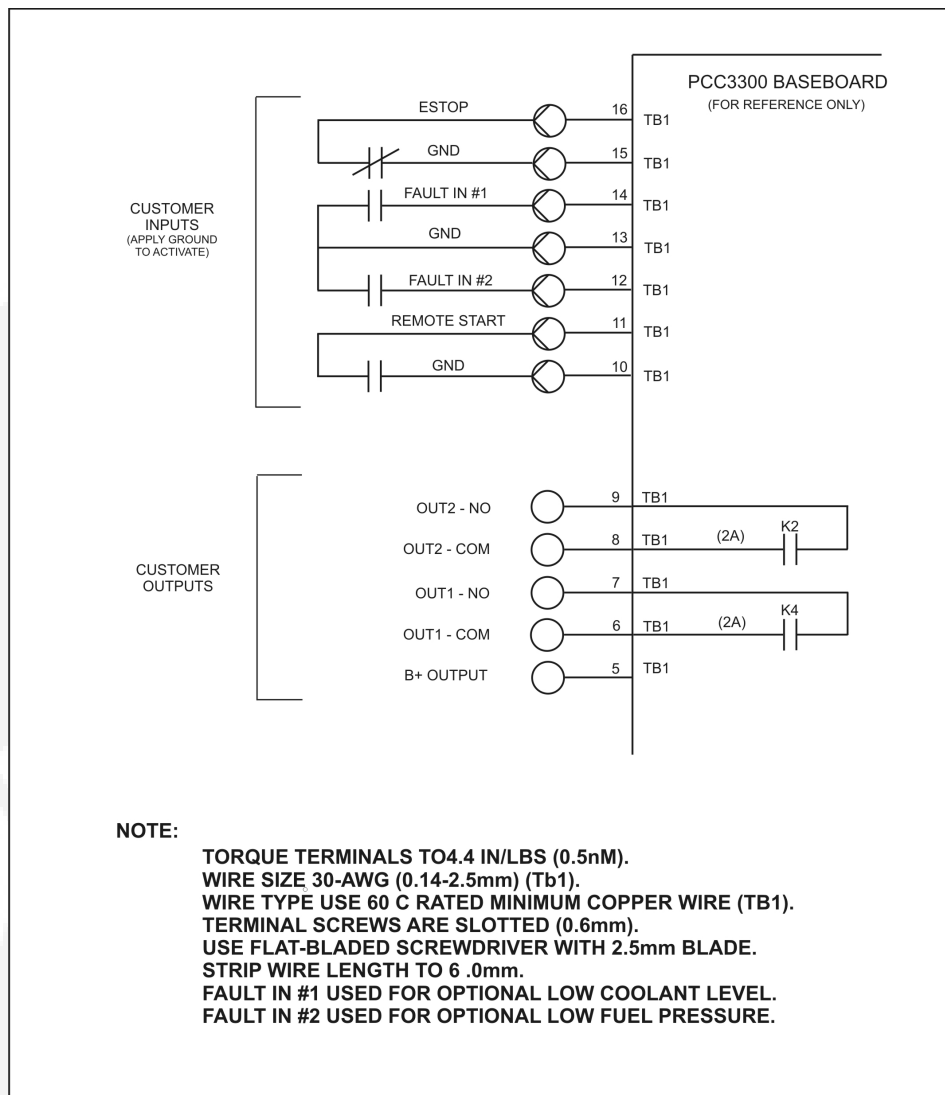 PCC3300 BASEBOARD
(FOR REFERENCE ONLY)
CUSTOMER
INPUTS
(APPLY GROUND
TO ACTIVATE)
ESTOP
16
TB1
GND
15
TB1
FAULT IN #1
14
TB1
GND
13
TB1
FAULT IN #2
12
TB1
REMOTE START
11
TB1
GND
10
TB1
CUSTOMER
OUTPUTS
OUT2 - NO
9
TB1
OUT2 - COM
8
TB1
(2A)
K2
OUT1 - NO
7
TB1
OUT1 - COM
6
TB1
(2A)
K4
B+ OUTPUT
5
TB1
NOTE:
TORQUE TERMINALS TO4.4 IN/LBS (0.5nM).
WIRE SIZE 30-AWG (0.14-2.5mm) (Tb1).
WIRE TYPE USE 60 C RATED MINIMUM COPPER WIRE (TB1).
TERMINAL SCREWS ARE SLOTTED (0.6mm).
USE FLAT-BLADED SCREWDRIVER WITH 2.5mm BLADE.
STRIP WIRE LENGTH TO 6 .0mm.
FAULT IN #1 USED FOR OPTIONAL LOW COOLANT LEVEL.
FAULT IN #2 USED FOR OPTIONAL LOW FUEL PRESSURE.